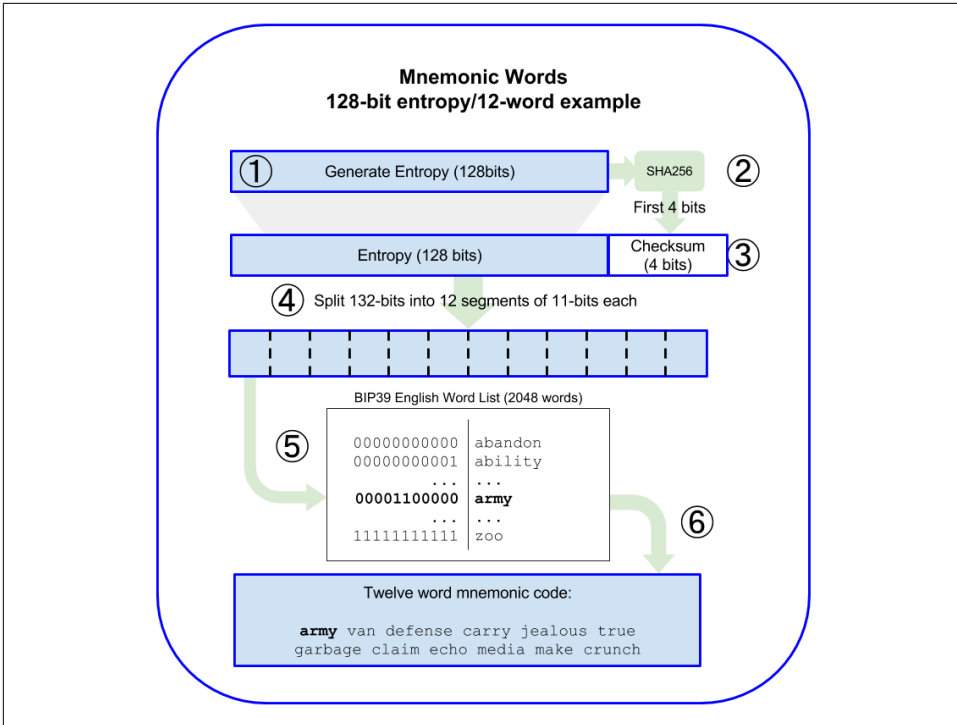 Mnemonic Words
128-bit entropy/12-word example
① Generate Entropy (128bits) SHA256 ②
First 4 bits
Entropy (128 bits) Checksum
(4 bits) ③
④ Split 132-bits into 12 segments of 11-bits each
BIP39 English Word List (2048 words)
⑤
00000000000 abandon
00000000001 ability
... ...
00001100000 army
... ...
11111111111 zoo
⑥
Twelve word mnemonic code:
army van defense carry jealous true
garbage claim echo media make crunch